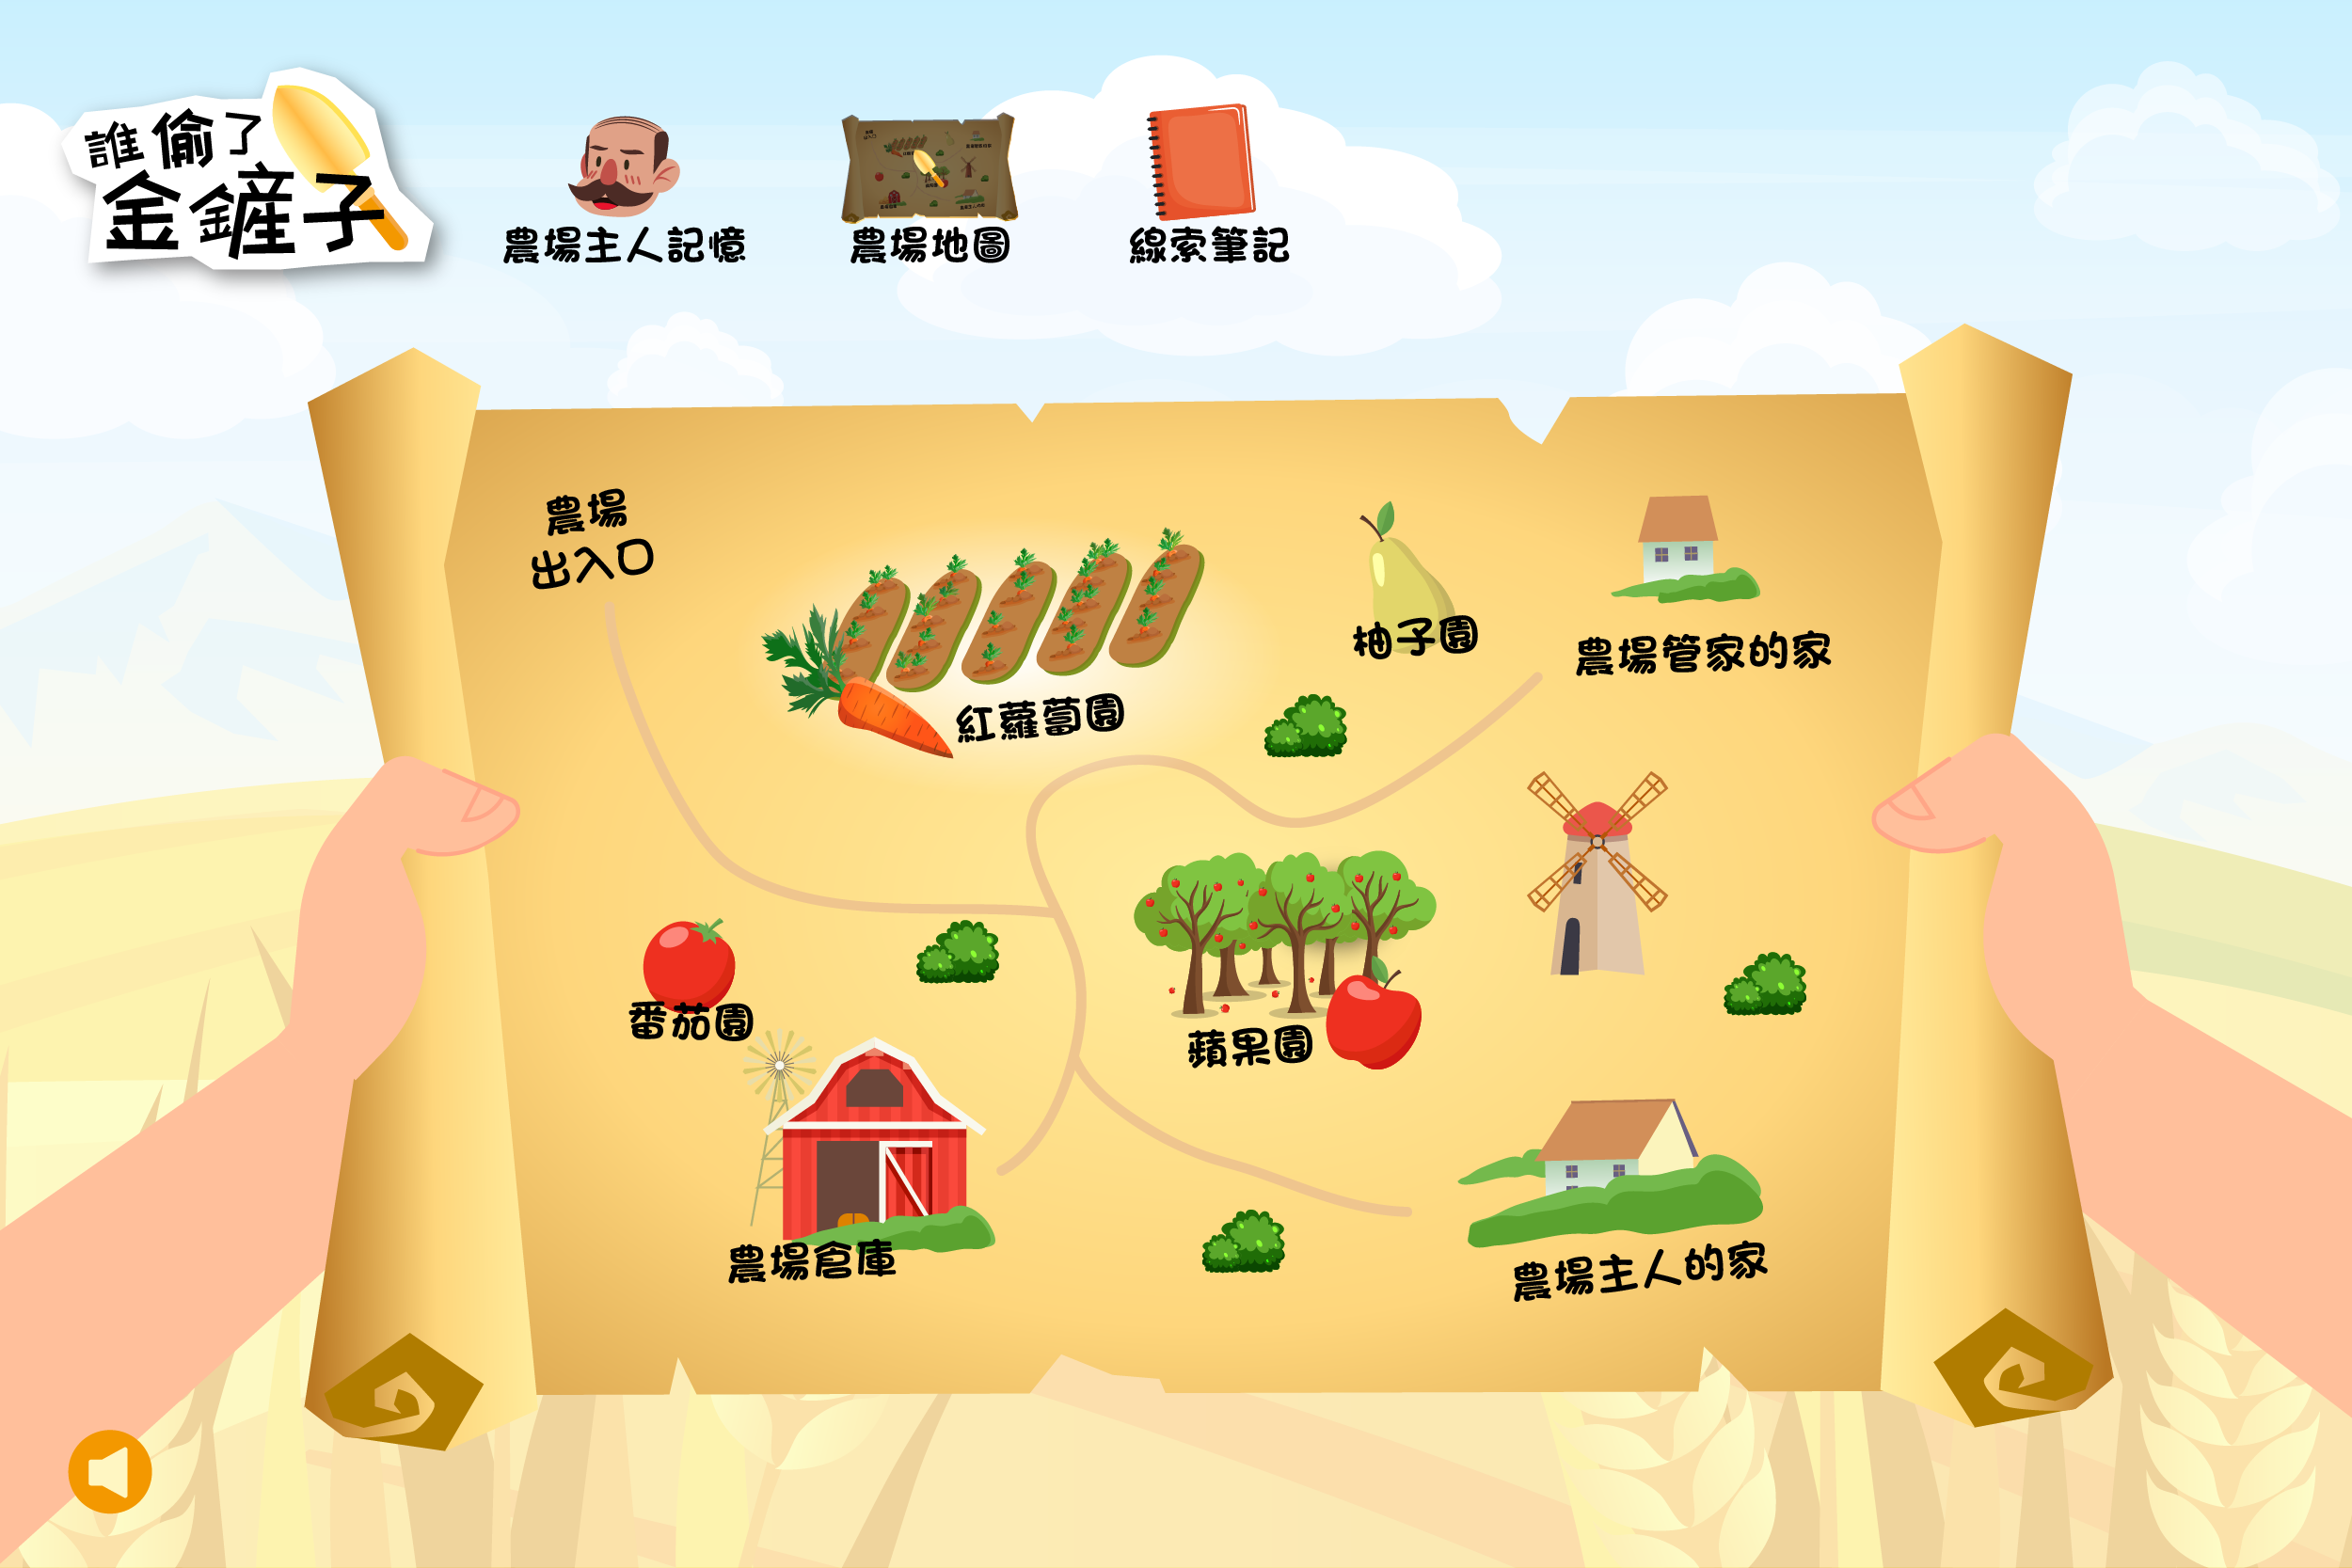 誰偷了
金鏟子
農場主人記憶
農場地圖
線索筆記
農場
出入口
紅蘿蔔園
柚子園
農場管家的家
番茄園
蘋果園
農場倉庫
農場主人的家